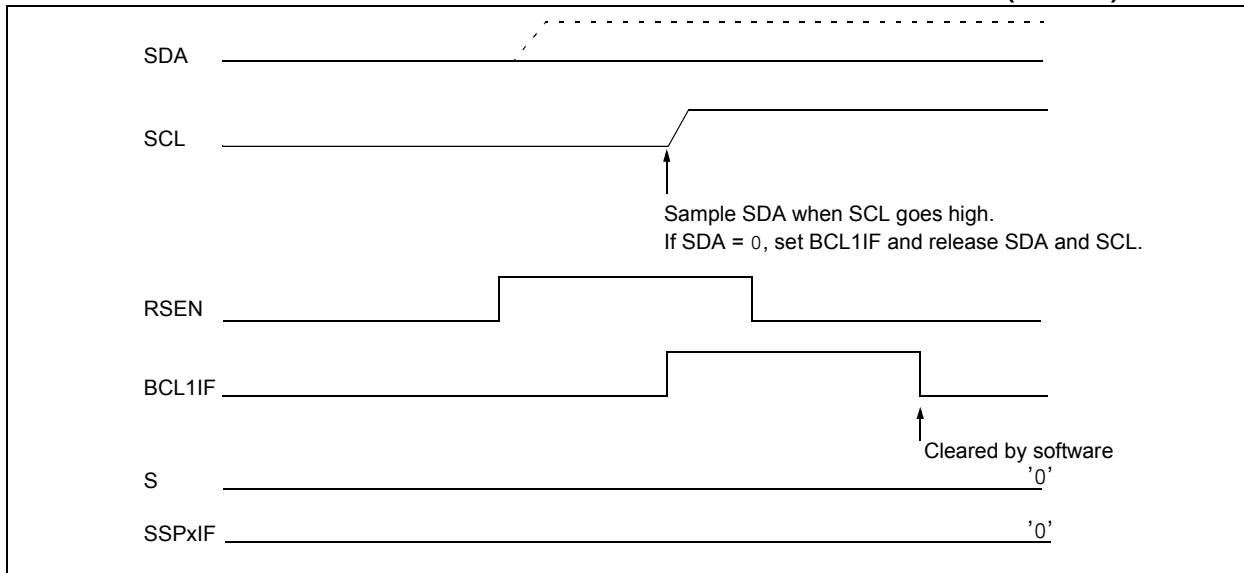 SDA
SCL
Sample SDA when SCL goes high.
If SDA = 0, set BCL1IF and release SDA and SCL.
RSEN
BCL1IF
Cleared by software
S
'0'
SSPxIF
'0'